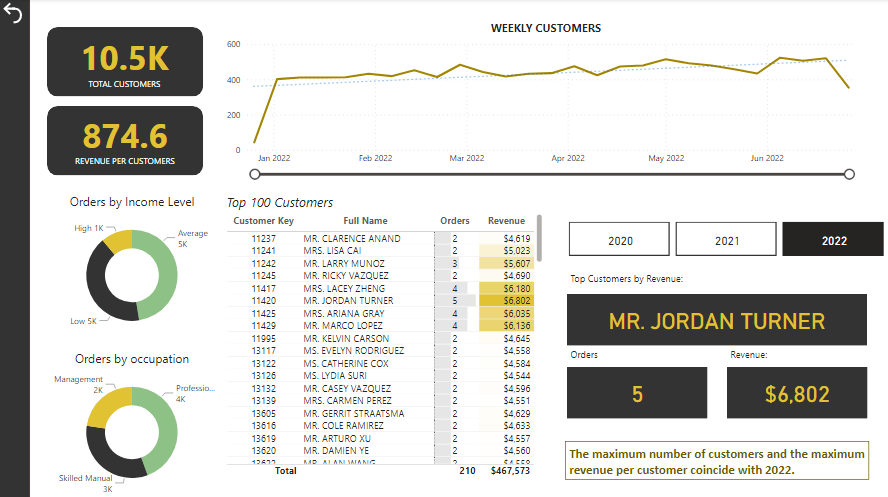 WEEKLY CUSTOMERS
10.5K
TOTAL CUSTOMERS
874.6
REVENUE PER CUSTOMERS
600
400
200
0
Jan 2022 Feb 2022 Mar 2022 Apr 2022 May 2022 Jun 2022
Orders by Income Level
High 1K
Average
5K
Low 5K
Orders by occupation
Management
2K
Professio...
4K
Skilled Manual
3K
Top 100 Customers
Customer Key Full Name Orders Revenue
11237 MR. CLARENCE ANAND 2 $4,619
11241 MRS. LISA CAI 2 $5,023
11242 MR. LARRY MUNOZ 3 $5,607
11245 MR. RICKY VAZQUEZ 2 $4,690
11417 MRS. LACEY ZHENG 4 $6,180
11420 MR. JORDAN TURNER 5 $6,802
11425 MRS. ARIANA GRAY 4 $6,035
11429 MR. MARCO LOPEZ 4 $6,136
11995 MR. KELVIN CARSON 2 $4,645
13117 MS. EVELYN RODRIGUEZ 2 $4,558
13122 MS. CATHERINE COX 2 $4,584
13126 MS. LYDIA SURI 2 $4,544
13132 MR. CASEY VAZQUEZ 2 $4,596
13139 MRS. CARMEN PEREZ 2 $4,551
13605 MR. GERRIT STRAATSMA 2 $4,629
13616 MR. COLE RAMIREZ 2 $4,633
13619 MR. ARTURO XU 2 $4,557
13620 MR. DAMIEN YE 2 $4,560
MR. ALAN WANG 2
Total 210 $467,573
2020 2021 2022
Top Customers by Revenue:
MR. JORDAN TURNER
Orders Revenue:
5 $6,802
The maximum number of customers and the maximum
revenue per customer coincide with 2022.